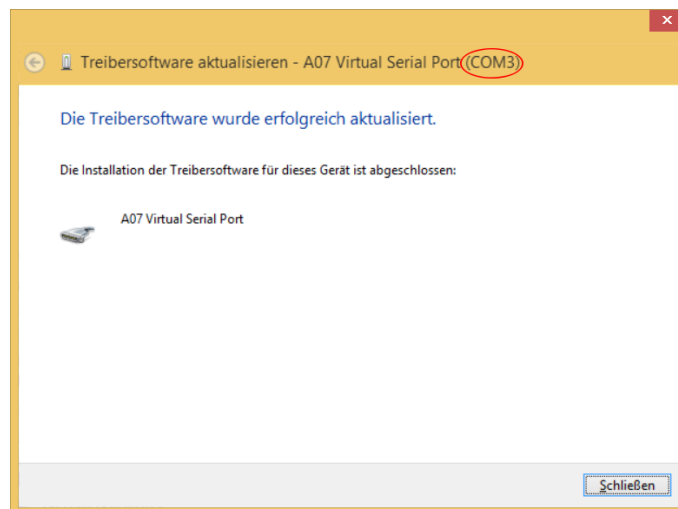 Treibersoftware aktualisieren - A07 Virtual Serial Port (COM3)
Die Treibersoftware wurde erfolgreich aktualisiert.
Die Installation der Treibersoftware für dieses Gerät ist abgeschlossen:
A07 Virtual Serial Port
Schließen